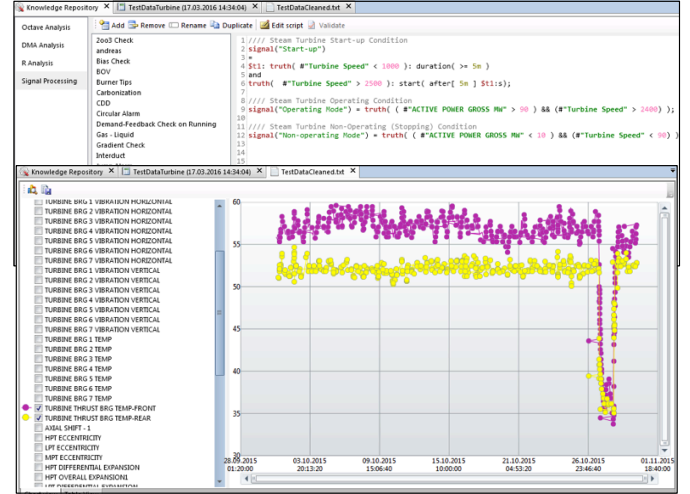 Knowledge Repository TestDataTurbine (17.03.2016 14:34:04) TestDataCleaned.txt
Octave Analysis
DMA Analysis
R Analysis
Signal Processing
Add Remove Rename Duplicate Edit script Validate
2oo3 Check
andreas
Bias Check
BOV
Burner Tips
Carbonization
CDD
Circular Alarm
Demand-Feedback Check on Running
Gas - Liquid
Gradient Check
Interduct
1 //// Steam Turbine Start-up Condition
2 signal("Start-up")
3 =
4 $t1: truth( #"Turbine Speed" < 1000 ): duration( >= 5m )
5 and
6 truth( #"Turbine Speed" > 2500 ): start( after[ 5m ] $t1:s);
7
8 //// Steam Turbine Operating Condition
9 signal("Operating Mode") = truth( ( #"ACTIVE POWER GROSS MW" > 90 ) && (#"Turbine Speed" > 2400) );
10
11 //// Steam Turbine Non-Operating (Stopping) Condition
12 signal("Non-operating Mode") = truth( ( #"ACTIVE POWER GROSS MW" < 10 ) && (#"Turbine Speed" < 90) )
13
14
15
Knowledge Repository TestDataTurbine (17.03.2016 14:34:04) TestDataCleaned.txt
TURBINE BRG 1 VIBRATION HORIZONTAL
TURBINE BRG 2 VIBRATION HORIZONTAL
TURBINE BRG 3 VIBRATION HORIZONTAL
TURBINE BRG 4 VIBRATION HORIZONTAL
TURBINE BRG 5 VIBRATION HORIZONTAL
TURBINE BRG 6 VIBRATION HORIZONTAL
TURBINE BRG 7 VIBRATION HORIZONTAL
TURBINE BRG 1 VIBRATION VERTICAL
TURBINE BRG 2 VIBRATION VERTICAL
TURBINE BRG 3 VIBRATION VERTICAL
TURBINE BRG 4 VIBRATION VERTICAL
TURBINE BRG 5 VIBRATION VERTICAL
TURBINE BRG 6 VIBRATION VERTICAL
TURBINE BRG 7 VIBRATION VERTICAL
TURBINE BRG 1 TEMP
TURBINE BRG 2 TEMP
TURBINE BRG 3 TEMP
TURBINE BRG 4 TEMP
TURBINE BRG 5 TEMP
TURBINE BRG 6 TEMP
TURBINE BRG 7 TEMP
TURBINE THRUST BRG TEMP-FRONT
TURBINE THRUST BRG TEMP-REAR
AXIAL SHIFT - 1
HPT ECCENTRICITY
LPT ECCENTRICITY
MPT ECCENTRICITY
HPT DIFFERENTIAL EXPANSION
HPT OVERALL EXPANSION1
LPT DIFFERENTIAL EXPANSION
60
55
50
45
40
35
30
28.09.2015 03.10.2015 09.10.2015 15.10.2015 21.10.2015 26.10.2015 01.11.2015
01:20:00 20:13:20 15:06:40 10:00:00 04:53:20 23:46:40 18:40:00